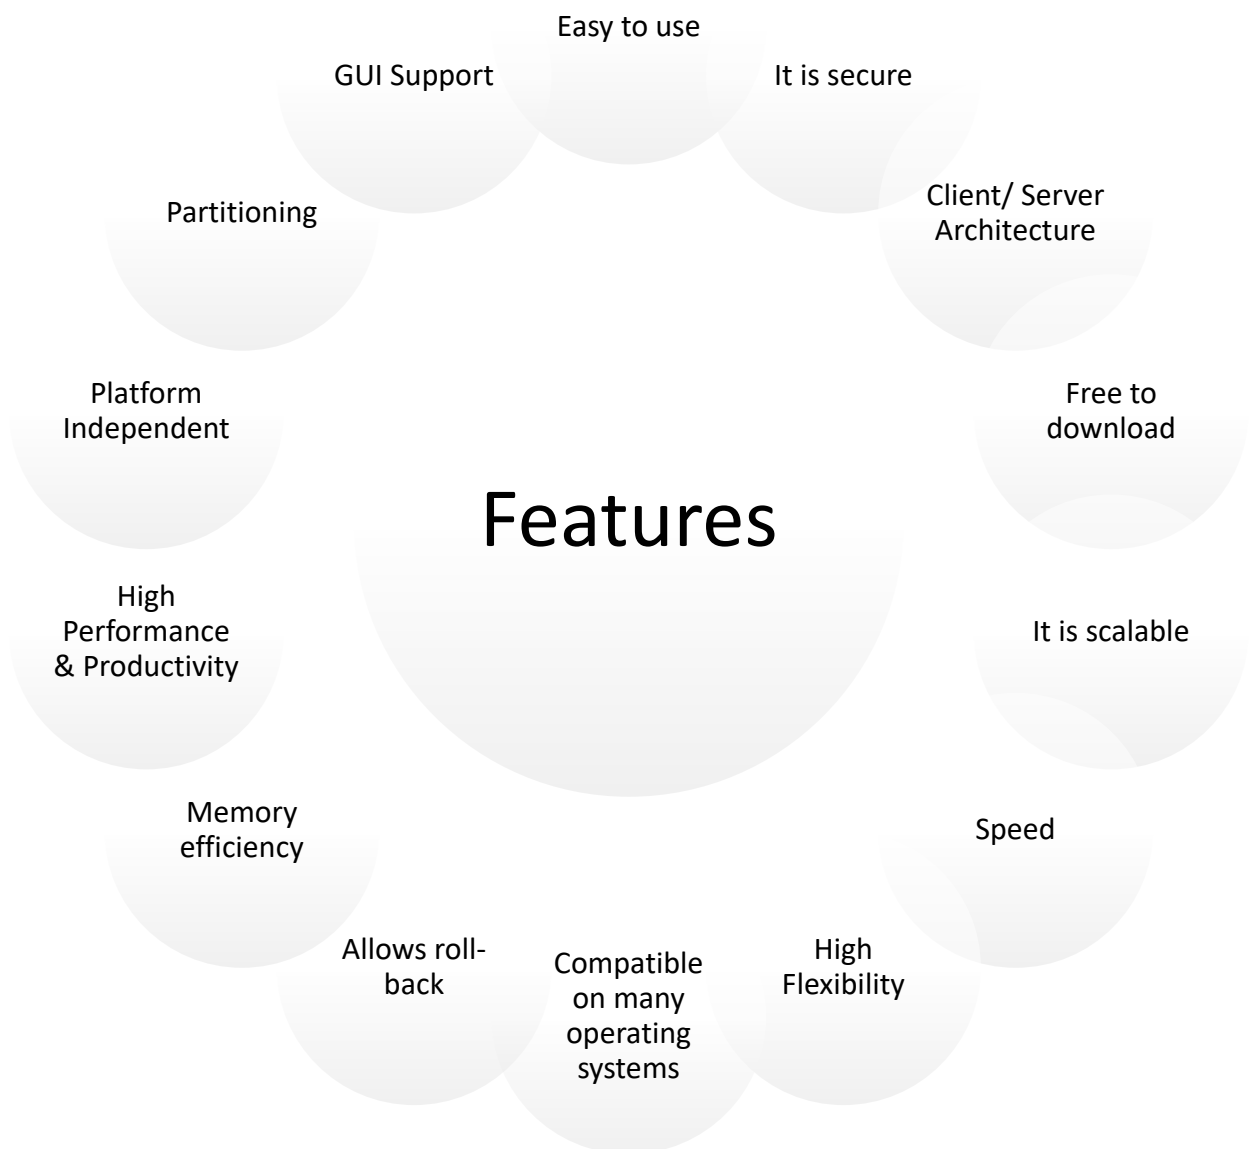 Easy to use
It is secure
Client/ Server
Architecture
Free to
download
It is scalable
Speed
High
Flexibility
Compatible
on many
operating
systems
Allows roll-
back
Memory
efficiency
High
Performance
& Productivity
Platform
Independent
Partitioning
GUI Support
Features